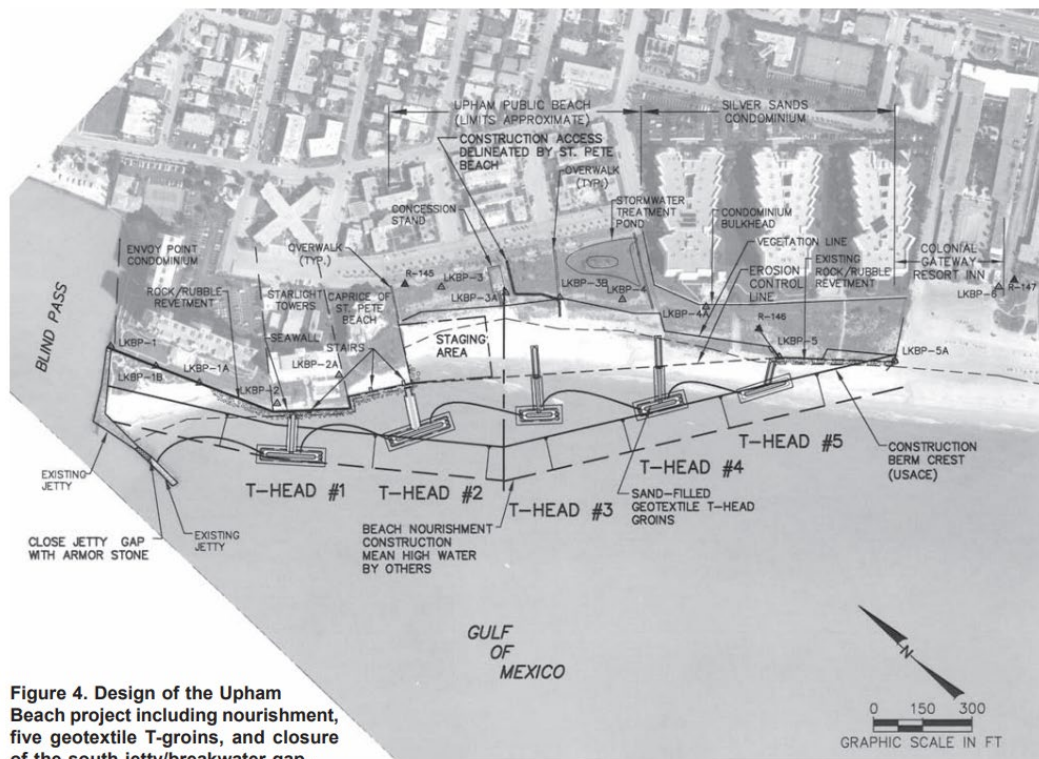 UPHAM PUBLIC BEACH
(LIMITS APPROXIMATE)
SILVER SANDS
CONDOMINIUM
CONSTRUCTION ACCESS
DELINEATED BY ST. PETE
BEACH
OVERWALK
(TYP.)
CONCESSION
STAND
STORMWATER
TREATMENT
POND
CONDOMINIUM
BULKHEAD
VEGETATION LINE
EROSION
CONTROL
LINE
EXISTING
ROCK/RUBBLE
REVETMENT
COLONIAL
GATEWAY
RESORT INN
ENVOY POINT
CONDOMINIUM
OVERWALK
(TYP.)
ROCK/RUBBLE
REVETMENT
STARLIGHT
TOWERS
SEAWALL
CAPRICE OF
ST. PETE
BEACH
STAIRS
STAGING
AREA
BLIND PASS
R-145
LKBP-3
LKBP-3A
LKBP-3B
LKBP-4
LKBP-4A
R-146
LKBP-5
LKBP-5A
LKBP-6
R-147
LKBP-1
LKBP-1A
LKBP-1B
LKBP-2
LKBP-2A
EXISTING
JETTY
EXISTING
JETTY
CLOSE JETTY GAP
WITH ARMOR STONE
T-HEAD #1
T-HEAD #2
T-HEAD #3
T-HEAD #4
T-HEAD #5
BEACH NOURISHMENT
CONSTRUCTION
MEAN HIGH WATER
BY OTHERS
SAND-FILLED
GEOTEXTILE T-HEAD
GROINS
CONSTRUCTION
BERM CREST
(USACE)
GULF
OF
MEXICO
N
0 150 300
GRAPHIC SCALE IN FT
Figure 4. Design of the Upham
Beach project including nourishment,
five geotextile T-groins, and closure
of the south jetty/breakwater gap